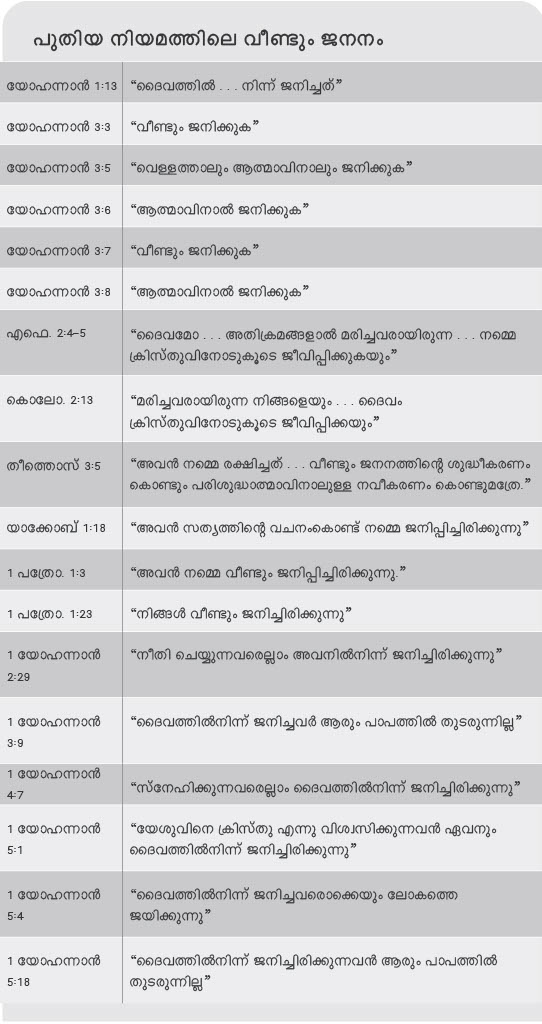 പുതിയ നിയമത്തിലെ വീണ്ടും ജനനം
യോഹന്നാൻ 1:13 “ദൈവത്തിൽ . . . നിന്ന് ജനിച്ചത്”
യോഹന്നാൻ 3:3 “വീണ്ടും ജനിക്കുക”
യോഹന്നാൻ 3:5 “വെള്ളത്താലും ആത്മാവിനാലും ജനിക്കുക”
യോഹന്നാൻ 3:6 “ആത്മാവിനാൽ ജനിക്കുക”
യോഹന്നാൻ 3:7 “വീണ്ടും ജനിക്കുക”
യോഹന്നാൻ 3:8 “ആത്മാവിനാൽ ജനിക്കുക”
എഫെ. 2:4–5 “ദൈവമോ . . . അതിക്രമങ്ങളാൽ മരിച്ചവരായിരുന്ന . . . നമ്മെ
ക്രിസ്തുവിനോടുകൂടെ ജീവിപ്പിക്കുകയും”
കൊലോ. 2:13 “മരിച്ചവരായിരുന്ന നിങ്ങളെയും . . . ദൈവം
ക്രിസ്തുവിനോടുകൂടെ ജീവിപ്പിക്കയും”
തീത്തൊസ് 3:5 “അവൻ നമ്മെ രക്ഷിച്ചത് . . . വീണ്ടും ജനനത്തിന്റെ ശുദ്ധീകരണം
കൊണ്ടും പരിശുദ്ധാത്മാവിനാലുള്ള നവീകരണം കൊണ്ടുമത്രേ.”
യാക്കോബ് 1:18 “അവൻ സത്യത്തിന്റെ വചനംകൊണ്ട് നമ്മെ ജനിപ്പിച്ചിരിക്കുന്നു”
1 പത്രോ. 1:3 “അവൻ നമ്മെ വീണ്ടും ജനിപ്പിച്ചിരിക്കുന്നു.”
1 പത്രോ. 1:23 “നിങ്ങൾ വീണ്ടും ജനിച്ചിരിക്കുന്നു”
1 യോഹന്നാൻ “നീതി ചെയ്യുന്നവരെല്ലാം അവനിൽനിന്ന് ജനിച്ചിരിക്കുന്നു”
2:29
1 യോഹന്നാൻ “ദൈവത്തിൽനിന്ന് ജനിച്ചവർ ആരും പാപത്തിൽ തുടരുന്നില്ല”
3:9
1 യോഹന്നാൻ
4:7 “സ്നേഹിക്കുന്നവരെല്ലാം ദൈവത്തിൽനിന്ന് ജനിച്ചിരിക്കുന്നു”
1 യോഹന്നാൻ “യേശുവിനെ ക്രിസ്തു എന്നു വിശ്വസിക്കുന്നവൻ ഏവനും
5:1 ദൈവത്തിൽനിന്ന് ജനിച്ചിരിക്കുന്നു”
1 യോഹന്നാൻ “ദൈവത്തിൽനിന്ന് ജനിച്ചവരൊക്കെയും ലോകത്തെ
5:4 ജയിക്കുന്നു”
1 യോഹന്നാൻ “ദൈവത്തിൽനിന്ന് ജനിച്ചിരിക്കുന്നവൻ ആരും പാപത്തിൽ
5:18 തുടരുന്നില്ല”